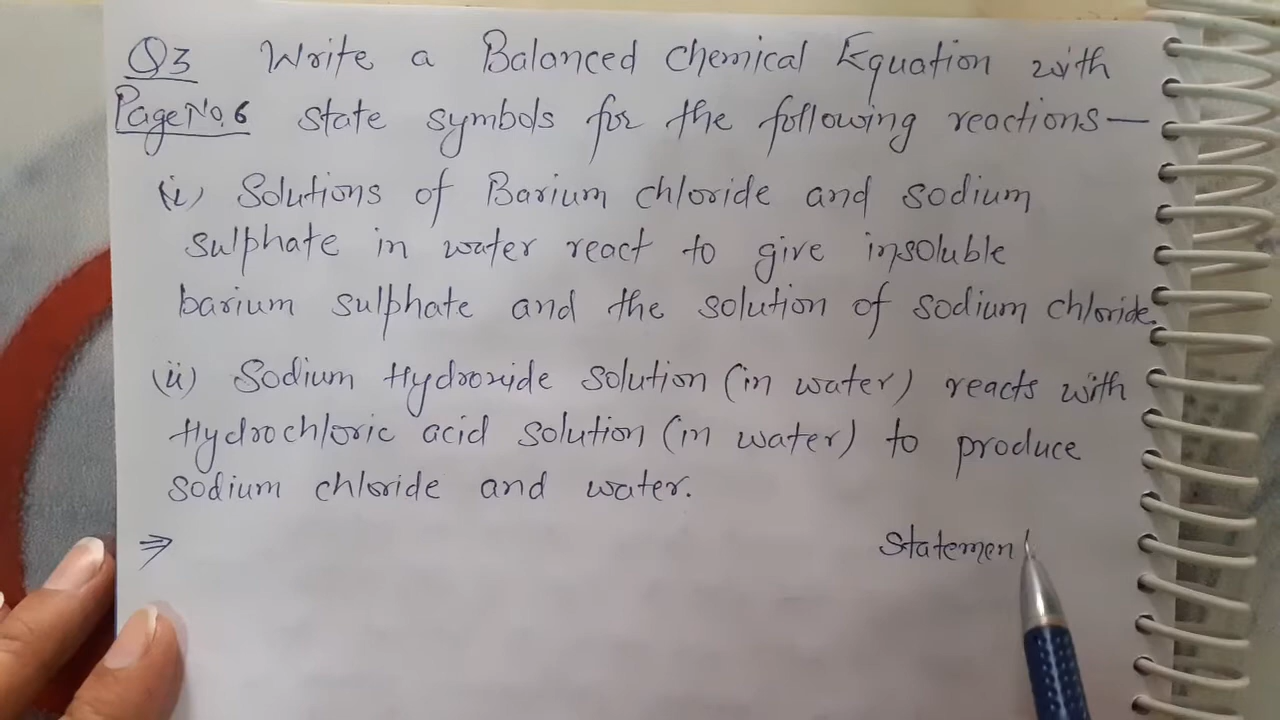 Q3 Write a Balanced Chemical Equation with
Page No. 6 state symbols for the following reactions—
(i) Solutions of Barium chloride and sodium
sulphate in water react to give insoluble
barium sulphate and the solution of sodium chloride.
(ii) Sodium Hydroxide solution (in water) reacts with
Hydrochloric acid solution (in water) to produce
sodium chloride and water.
⇒ Statemen